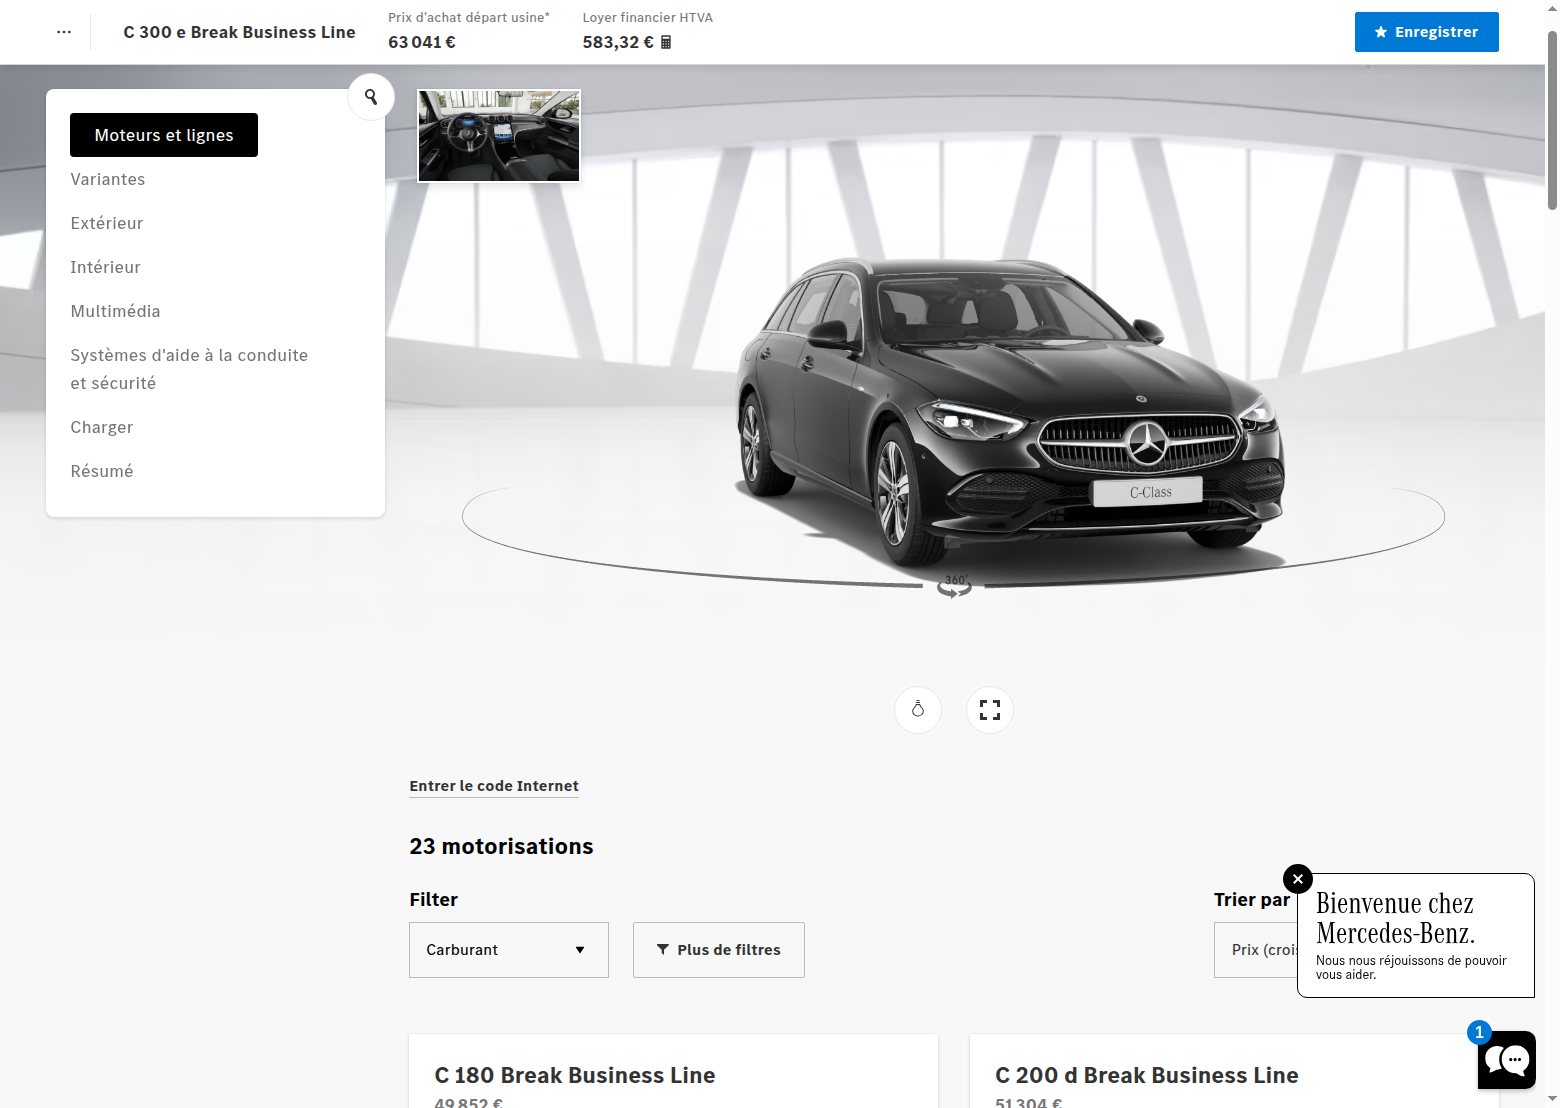 C 300 e Break Business Line
Prix d'achat départ usine*
63 041 €
Loyer financier HTVA
583,32 €
Enregistrer
Moteurs et lignes
Variantes
Extérieur
Intérieur
Multimédia
Systèmes d'aide à la conduite
et sécurité
Charger
Résumé
C-Class
360°
Entrer le code Internet
23 motorisations
Filter
Trier par
Carburant
Plus de filtres
Prix (crois
Bienvenue chez
Mercedes-Benz.
Nous nous réjouissons de pouvoir
vous aider.
1
C 180 Break Business Line
49 852 €
C 200 d Break Business Line
51 304 €